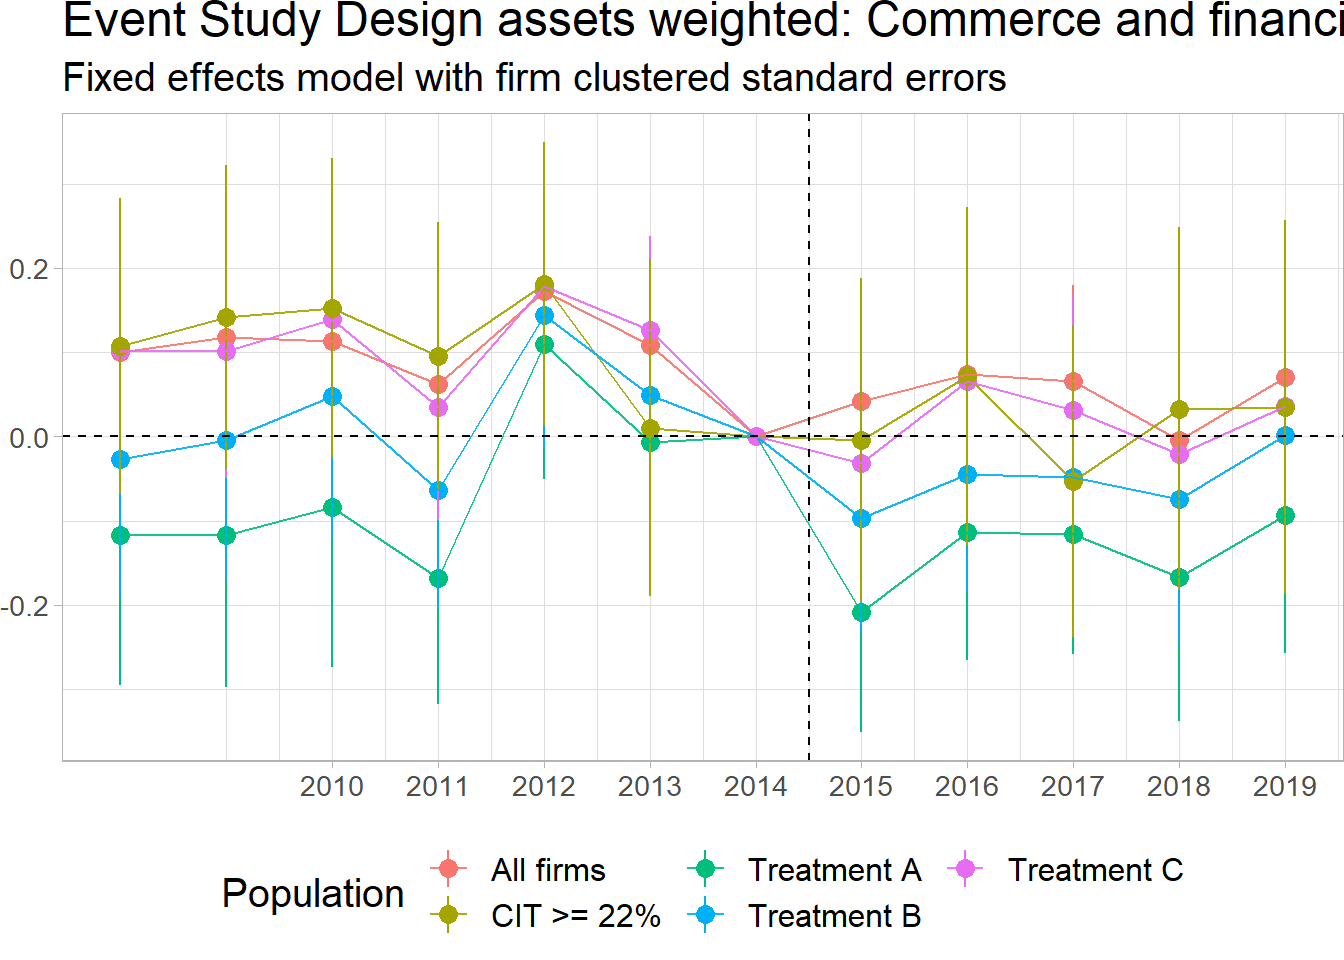 Event Study Design assets weighted: Commerce and financi
Fixed effects model with firm clustered standard errors
0.2
0.0
-0.2
2010 2011 2012 2013 2014 2015 2016 2017 2018 2019
Population
All firms Treatment A Treatment C
CIT >= 22% Treatment B